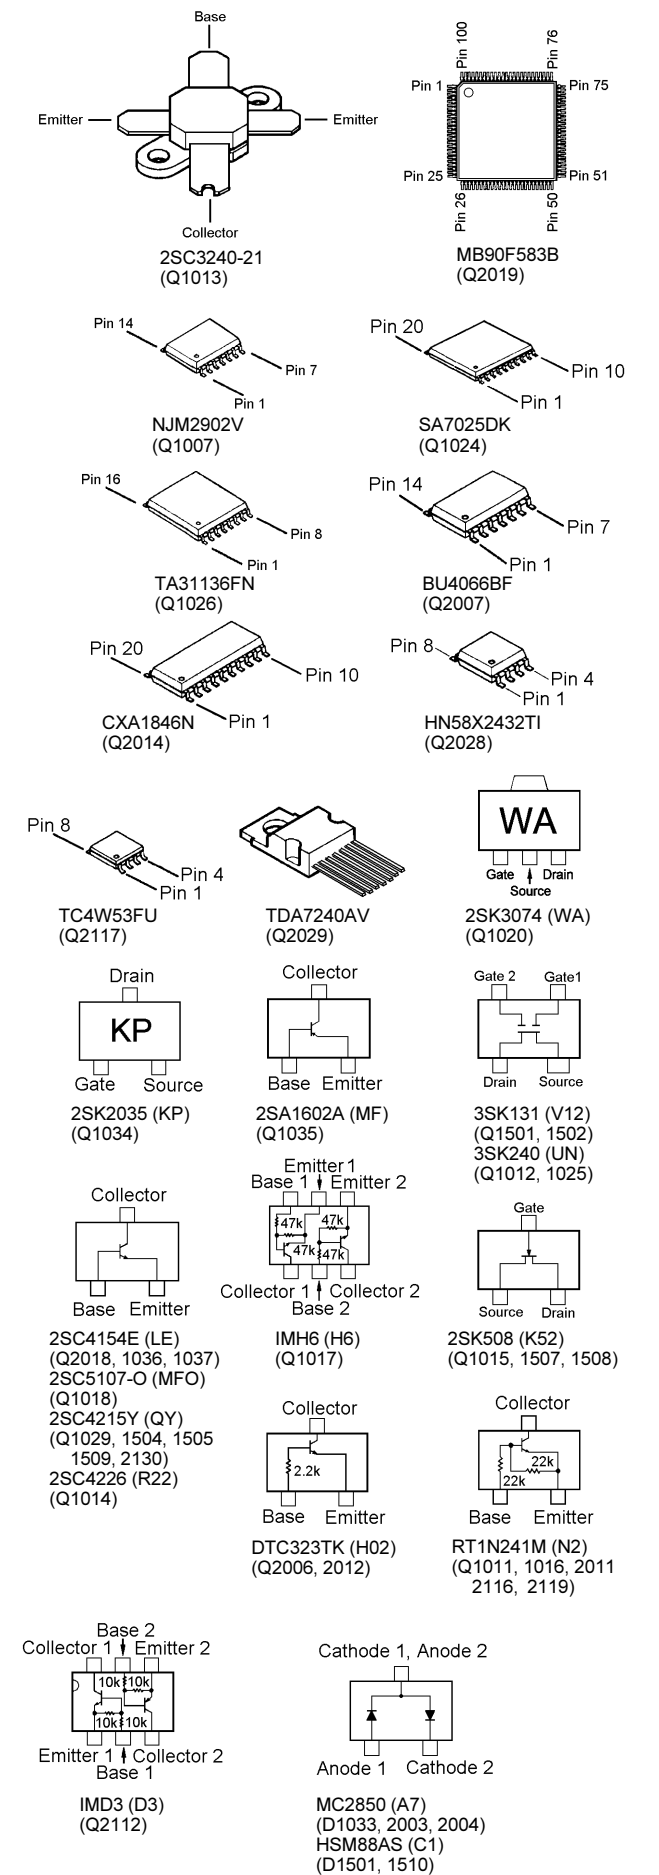 Base
Emitter
Emitter
Collector
2SC3240-21
(Q1013)
Pin 100
Pin 76
Pin 1
Pin 75
Pin 25
Pin 51
Pin 26
Pin 50
MB90F583B
(Q2019)
Pin 14
Pin 7
Pin 1
NJM2902V
(Q1007)
Pin 20
Pin 10
Pin 1
SA7025DK
(Q1024)
Pin 16
Pin 8
Pin 1
TA31136FN
(Q1026)
Pin 14
Pin 7
Pin 1
BU4066BF
(Q2007)
Pin 20
Pin 10
Pin 1
CXA1846N
(Q2014)
Pin 8
Pin 4
Pin 1
HN58X2432TI
(Q2028)
Pin 8
Pin 4
Pin 1
TC4W53FU
(Q2117)
TDA7240AV
(Q2029)
WA
Gate
Drain
Source
2SK3074 (WA)
(Q1020)
Drain
KP
Gate
Source
2SK2035 (KP)
(Q1034)
Collector
Base Emitter
2SA1602A (MF)
(Q1035)
Gate 2
Gate1
Drain
Source
3SK131 (V12)
(Q1501, 1502)
3SK240 (UN)
(Q1012, 1025)
Collector
Base Emitter
2SC4154E (LE)
(Q2018, 1036, 1037)
2SC5107-O (MFO)
(Q1018)
2SC4215Y (QY)
(Q1029, 1504, 1505
1509, 2130)
2SC4226 (R22)
(Q1014)
Emitter 1
Base 1
Emitter 2
47k
47k
47k
47k
Collector 1
Collector 2
Base 2
IMH6 (H6)
(Q1017)
Gate
Source
Drain
2SK508 (K52)
(Q1015, 1507, 1508)
Collector
2.2k
Base Emitter
DTC323TK (H02)
(Q2006, 2012)
Collector
22k
22k
Base Emitter
RT1N241M (N2)
(Q1011, 1016, 2011
2116, 2119)
Base 2
Collector 1
Emitter 2
10k
10k
10k
10k
Emitter 1
Collector 2
Base 1
IMD3 (D3)
(Q2112)
Cathode 1, Anode 2
Anode 1
Cathode 2
MC2850 (A7)
(D1033, 2003, 2004)
HSM88AS (C1)
(D1501, 1510)